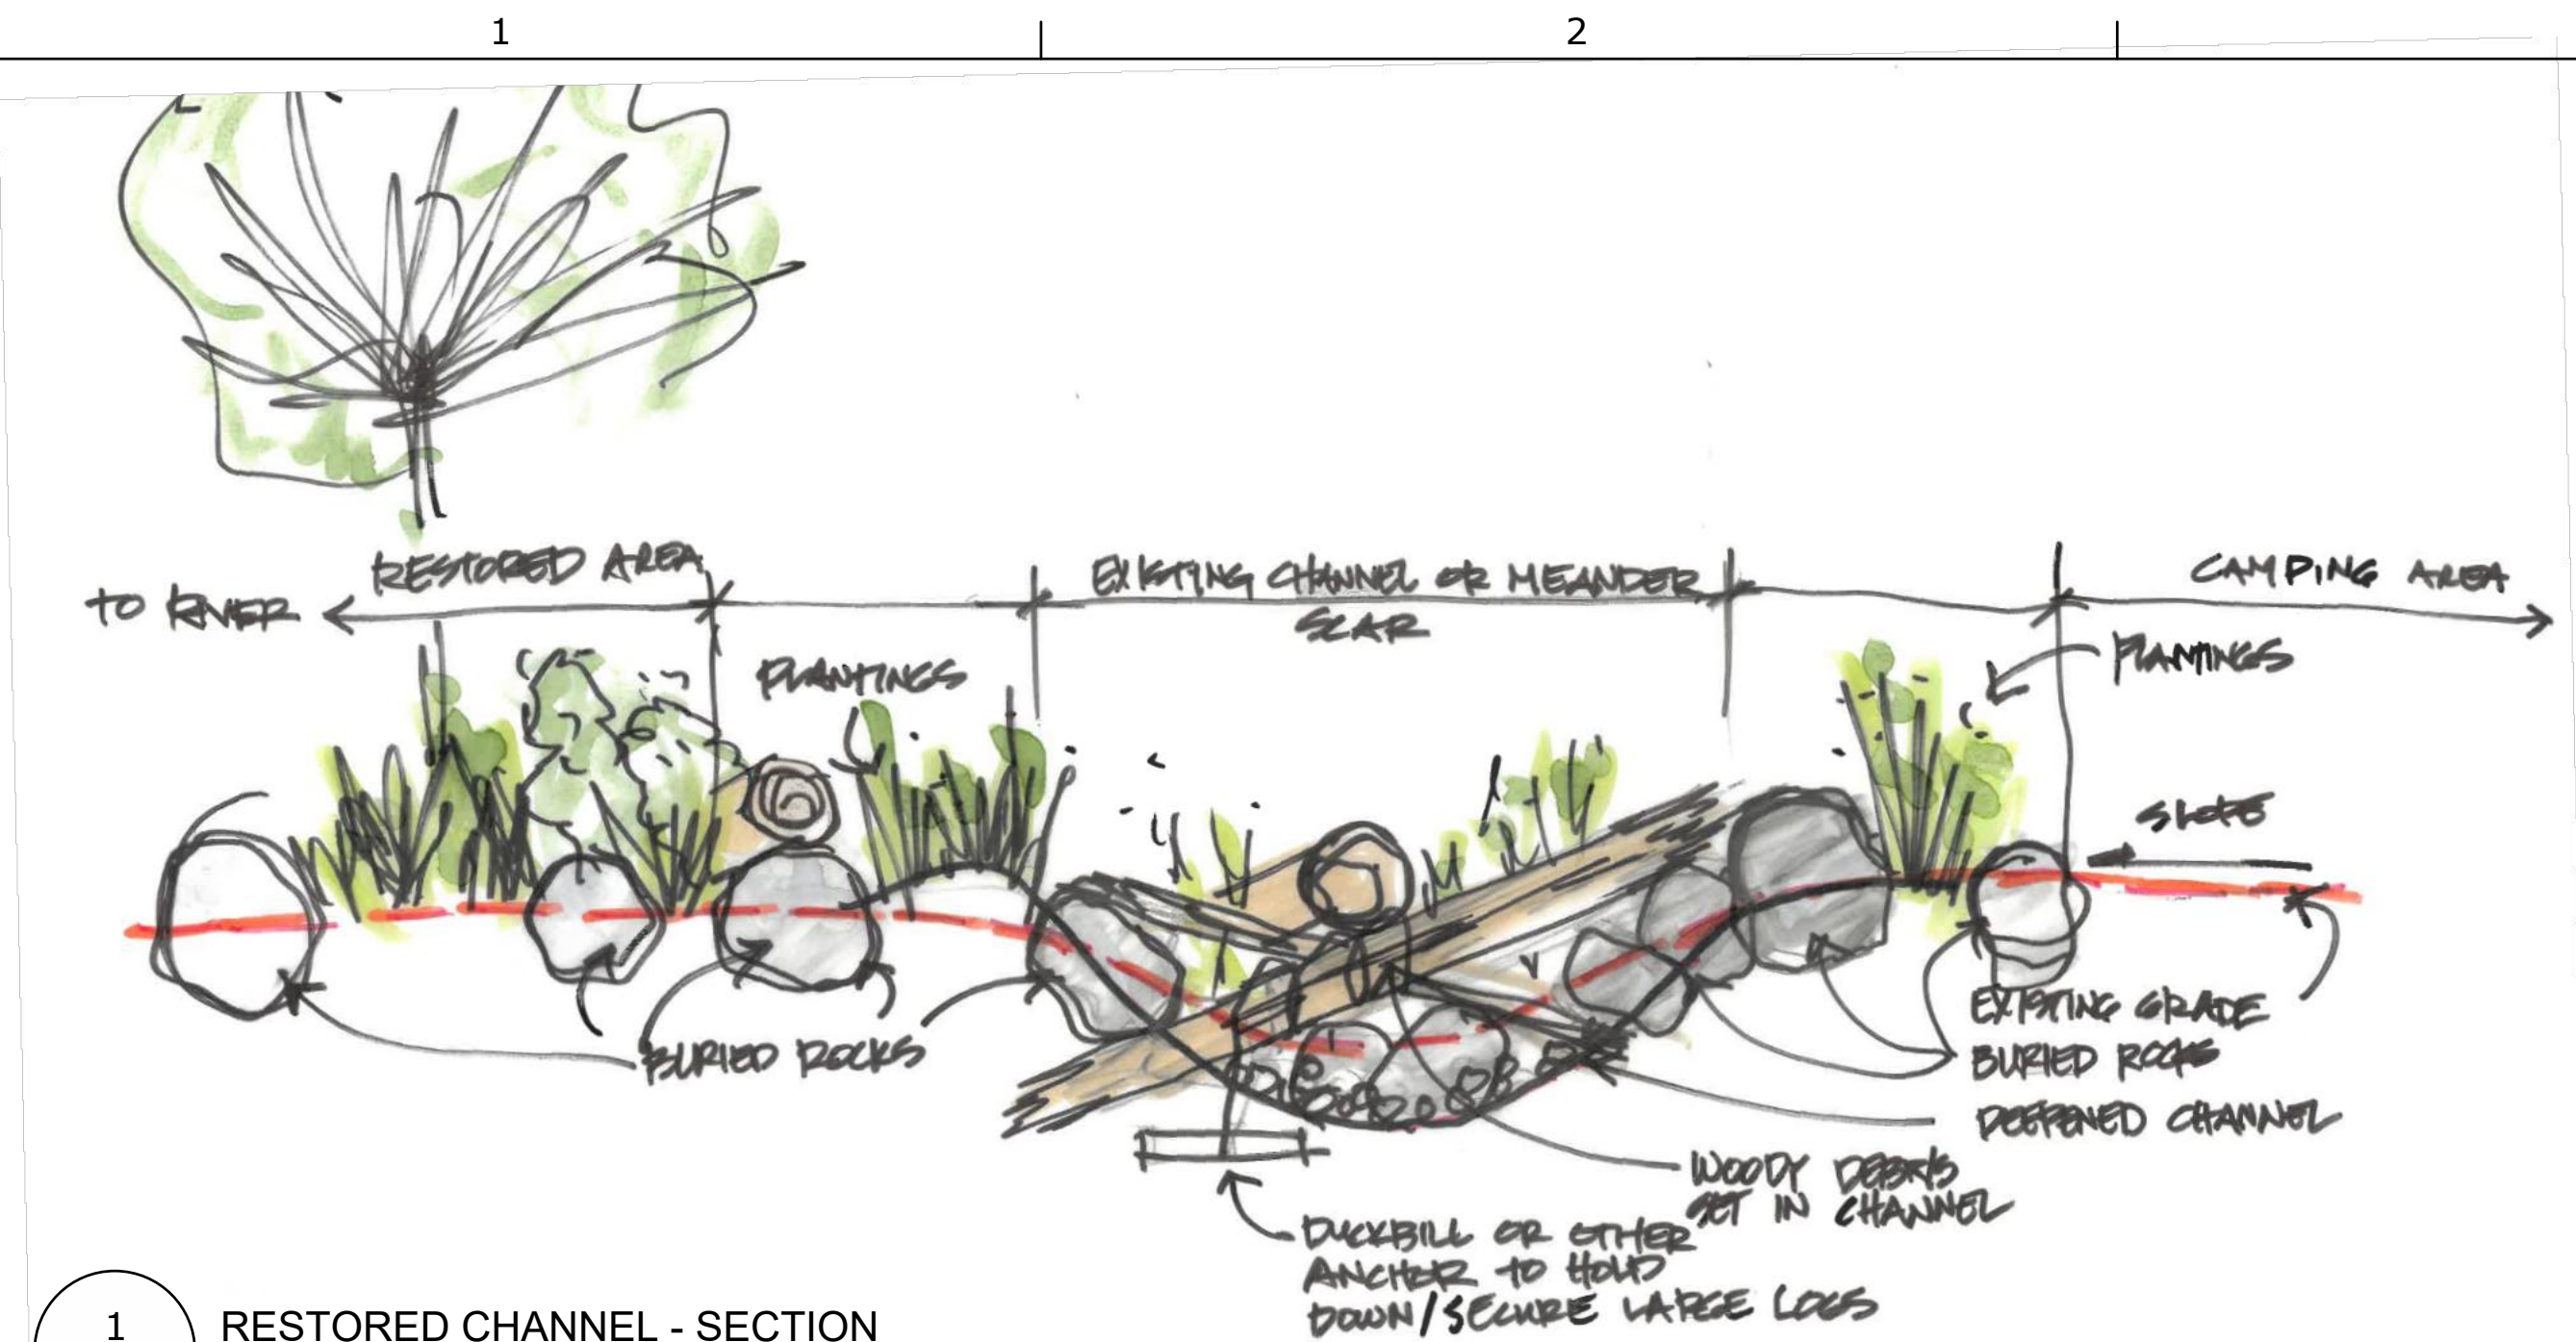 1
2
RESTORED AREA
TO RIVER
EXISTING CHANNEL OR MEANDER
SCAR
CAMPING AREA
PLANTINGS
PLANTINGS
SLOPE
BURIED ROCKS
EXISTING GRADE
BURIED ROCKS
DEEPENED CHANNEL
WOODY DEBRIS
SET IN CHANNEL
DUCKBILL OR OTHER
ANCHOR TO HOLD
DOWN/SECURE LARGE LOGS
1
RESTORED CHANNEL - SECTION